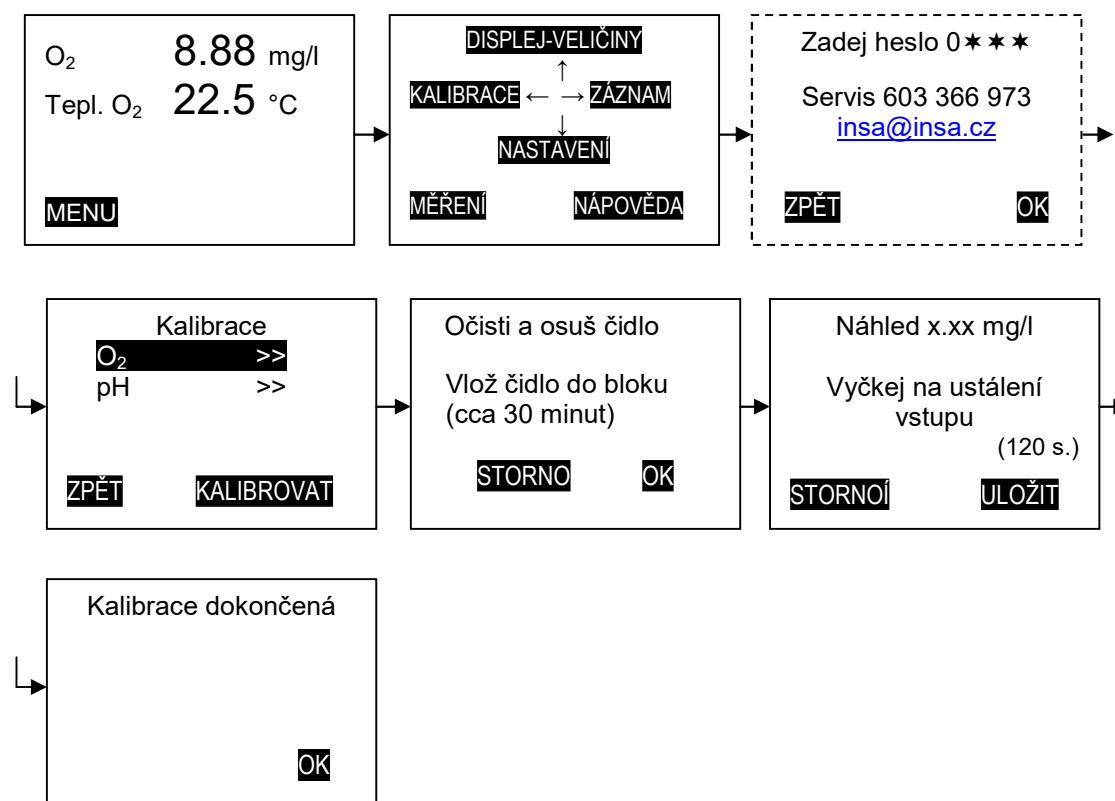 O₂ 8.88 mg/l
Tepl. O₂ 22.5 °C
MENU
DISPLEJ-VELIČINY
↑
KALIBRACE ← → ZÁZNAM
↓
NASTAVENÍ
MĚŘENÍ NÁPOVĚDA
Zadej heslo 0✶✶✶
Servis 603 366 973
insa@insa.cz
ZPĚT OK
Kalibrace
O₂ >>
pH >>
ZPĚT KALIBROVAT
Očisti a osuš čidlo
Vlož čidlo do bloku
(cca 30 minut)
STORNO OK
Náhled x.xx mg/l
Vyčkej na ustálení
vstupu
(120 s.)
STORNOÍ ULOŽIT
Kalibrace dokončená
OK